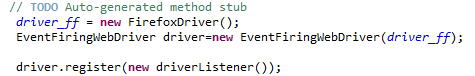 // TODO Auto-generated method stub
driver_ff = new FirefoxDriver();
EventFiringWebDriver driver=new EventFiringWebDriver(driver_ff);
driver.register(new driverListener());